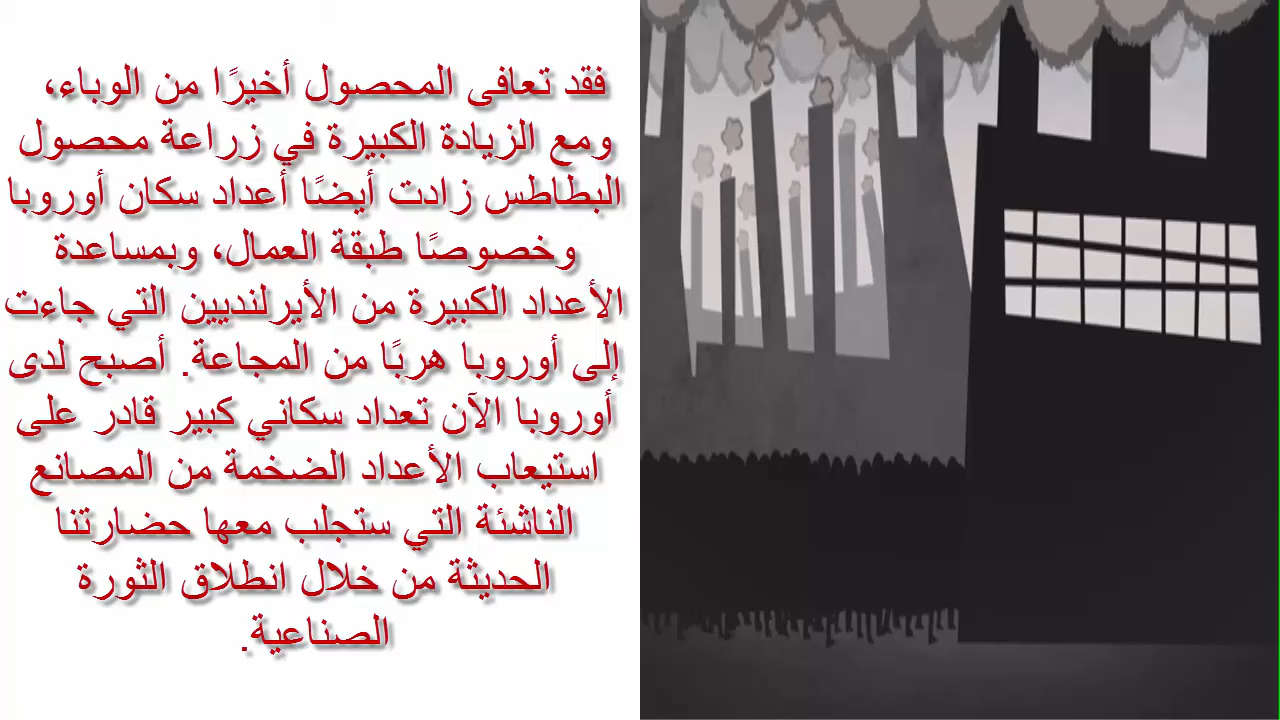 فقد تعافى المحصول أخيرًا من الوباء،
ومع الزيادة الكبيرة في زراعة محصول
البطاطس زادت أيضًا أعداد سكان أوروبا
وخصوصًا طبقة العمال، وبمساعدة
الأعداد الكبيرة من الأيرلنديين التي جاءت
إلى أوروبا هربًا من المجاعة. أصبح لدى
أوروبا الآن تعداد سكاني كبير قادر على
استيعاب الأعداد الضخمة من المصانع
الناشئة التي ستجلب معها حضارتنا
الحديثة من خلال انطلاق الثورة
الصناعية.